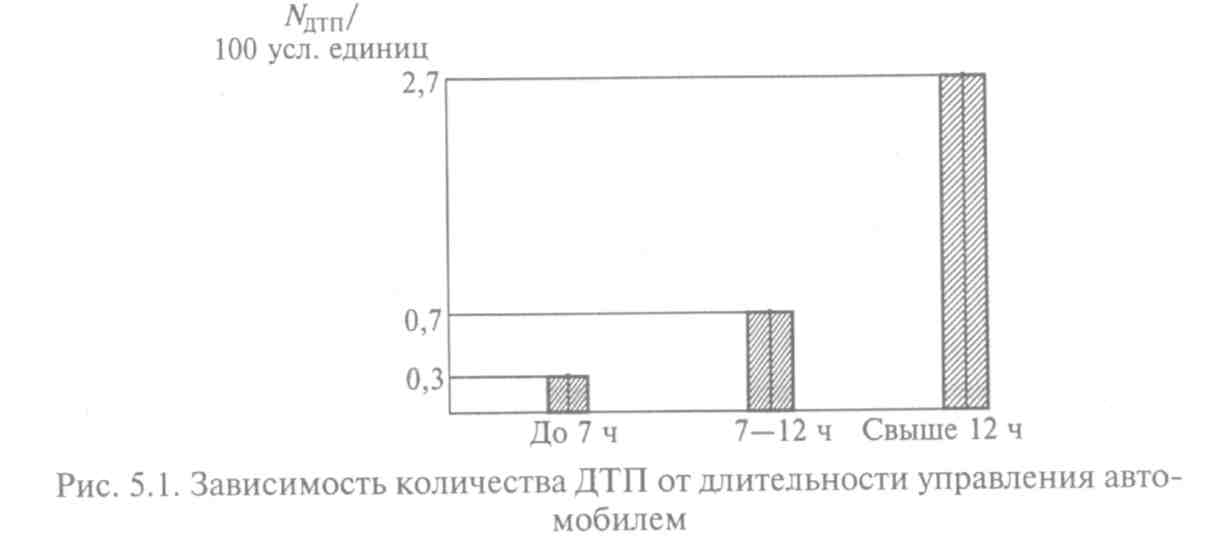 NДТП/
100 усл. единиц
2,7
0,7
0,3
До 7 ч
7—12 ч
Свыше 12 ч
Рис. 5.1. Зависимость количества ДТП от длительности управления авто-
мобилем